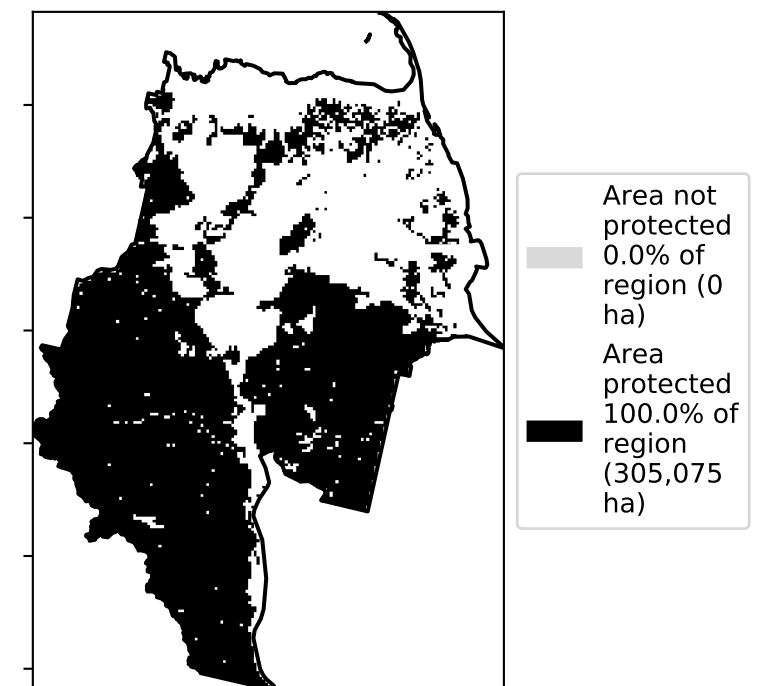 Area not
protected
0.0% of
region (0
ha)
Area
protected
100.0% of
region
(305,075
ha)